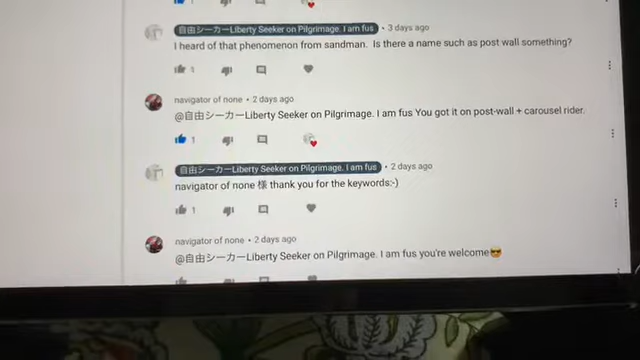 自由シーカーLiberty Seeker on Pilgrimage. I am fus • 3 days ago
I heard of that phenomenon from sandman. Is there a name such as post wall something?
1
navigator of none • 2 days ago
@自由シーカーLiberty Seeker on Pilgrimage. I am fus You got it on post-wall + carousel rider.
1
自由シーカーLiberty Seeker on Pilgrimage. I am fus • 2 days ago
navigator of none 様 thank you for the keywords:-)
1
navigator of none • 2 days ago
@自由シーカーLiberty Seeker on Pilgrimage. I am fus you're welcome😎